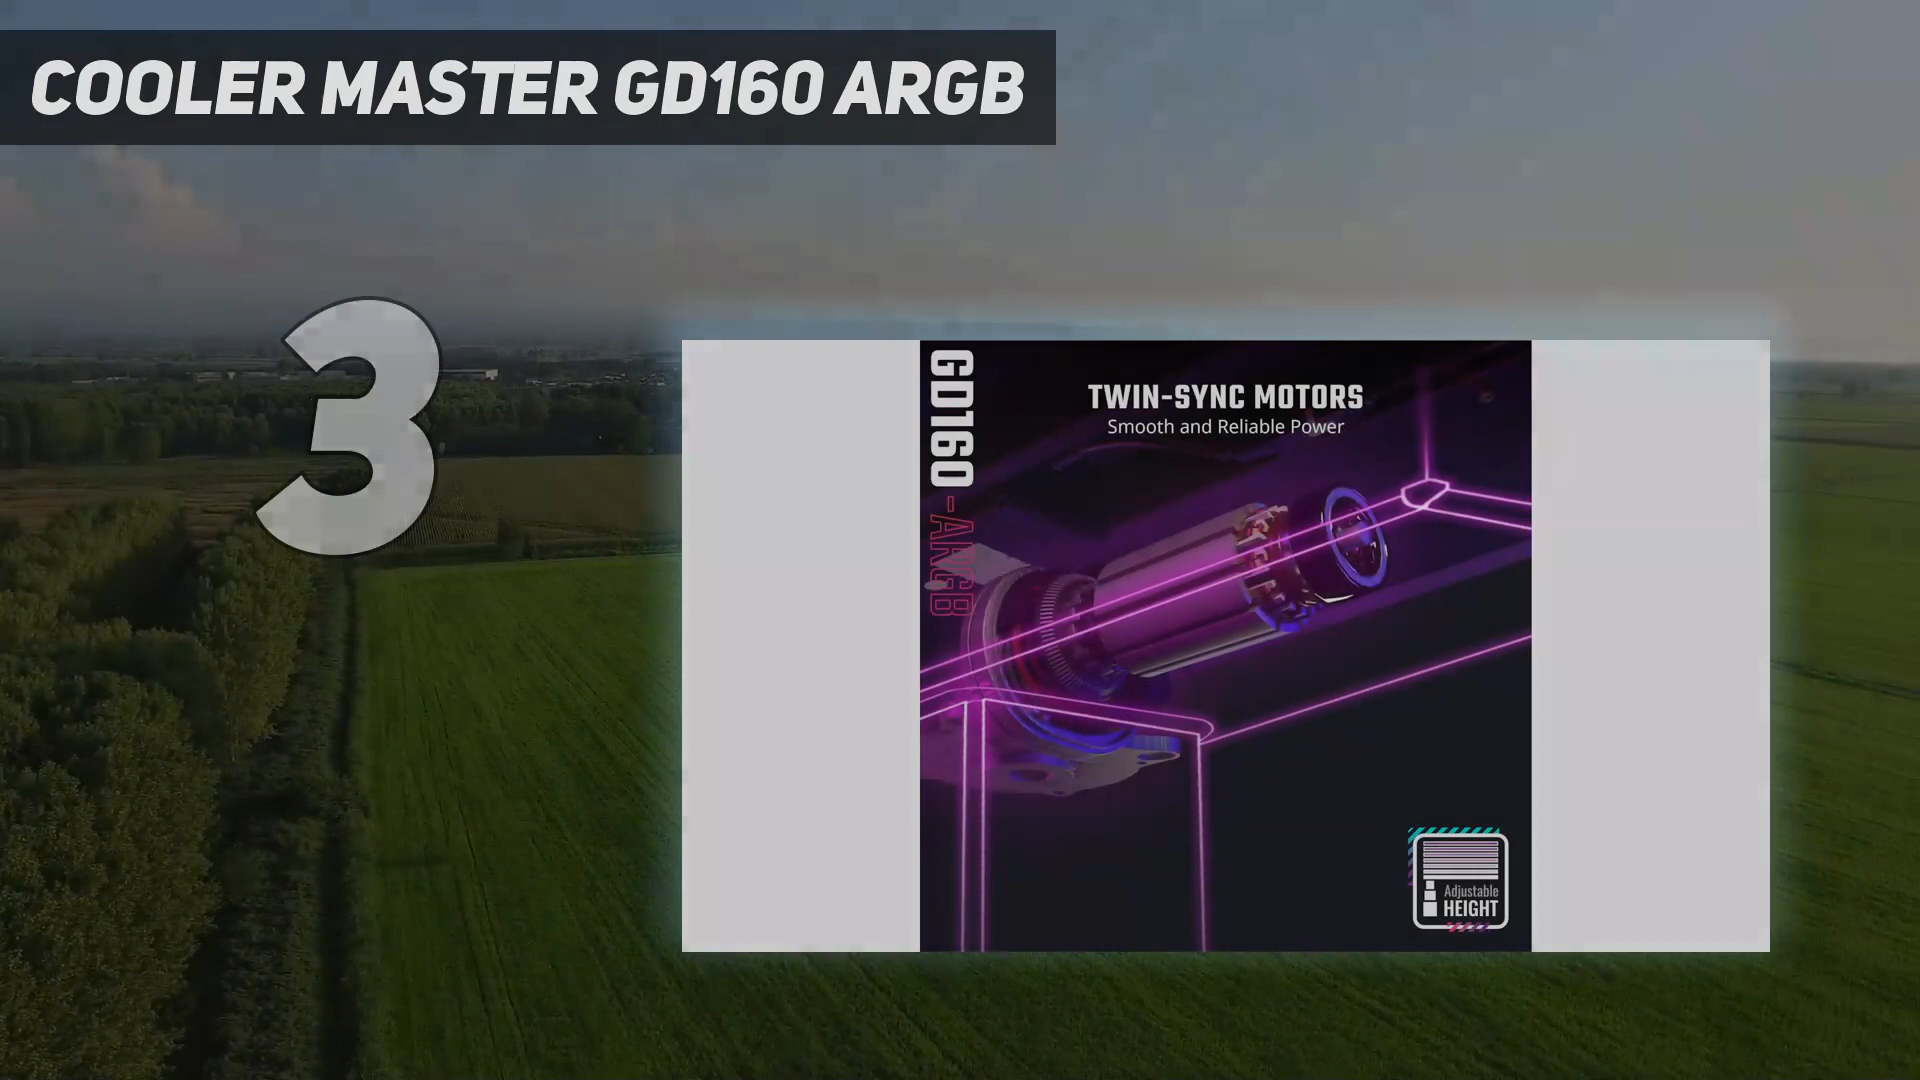 COOLER MASTER GD160 ARGB
3
GD160 -ARGB
TWIN-SYNC MOTORS
Smooth and Reliable Power
Adjustable
HEIGHT